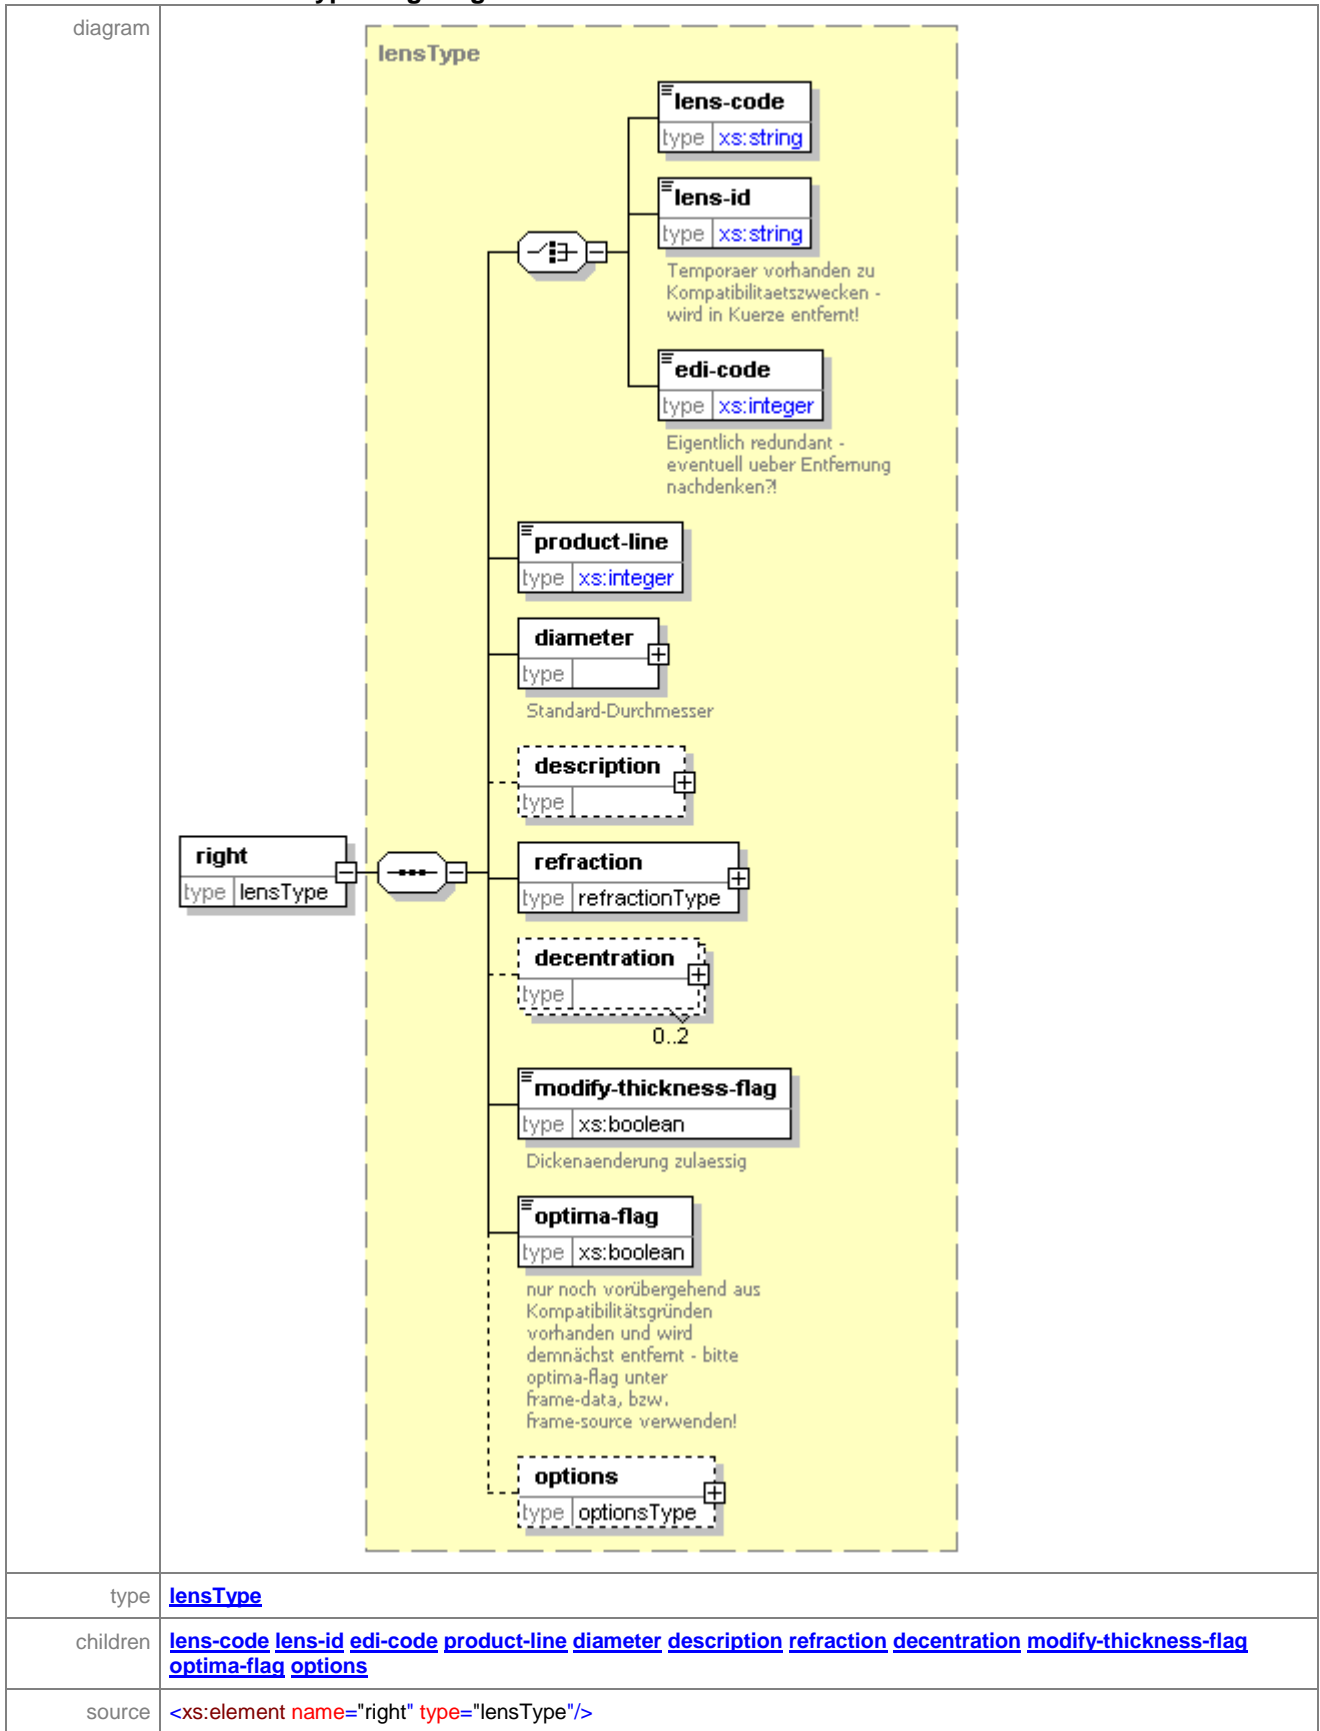 diagram
lensType
lens-code
type xs:string
lens-id
type xs:string
Temporaer vorhanden zu
Kompatibilitaetszwecken -
wird in Kuerze entfernt!
edi-code
type xs:integer
Eigentlich redundant -
eventuell ueber Entfernung
nachdenken?!
product-line
type xs:integer
diameter
type
Standard-Durchmesser
description
type
right
type lensType
refraction
type refractionType
decentration
type
0..2
modify-thickness-flag
type xs:boolean
Dickenaenderung zulaessig
optima-flag
type xs:boolean
nur noch vorübergehend aus
Kompatibilitätsgründen
vorhanden und wird
demnächst entfernt - bitte
optima-flag unter
frame-data, bzw.
frame-source verwenden!
options
type optionsType
type lensType
children lens-code lens-id edi-code product-line diameter description refraction decentration modify-thickness-flag
optima-flag options
source <xs:element name="right" type="lensType"/>